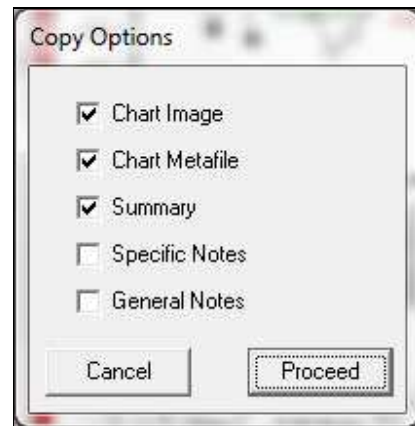 Copy Options
Chart Image
Chart Metafile
Summary
Specific Notes
General Notes
Cancel Proceed